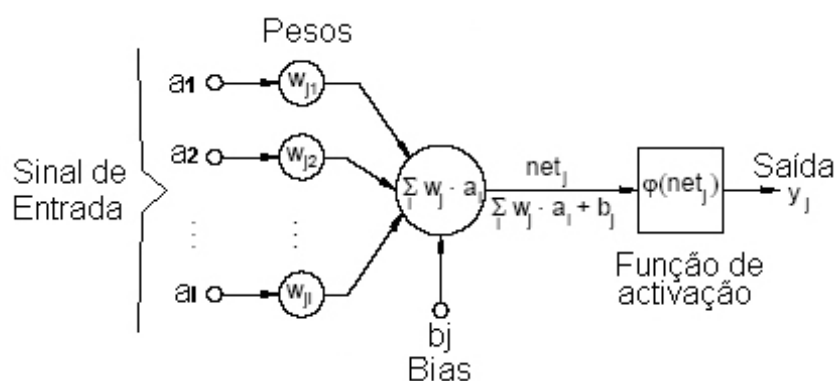 Pesos
Sinal de
Entrada
a1
wj1
a2
wj2
⋮
⋮
aI
wjI
∑i wj · ai
bj
Bias
netj
∑i wj · ai + bj
φ(netj)
Função de
activação
Saída
yj